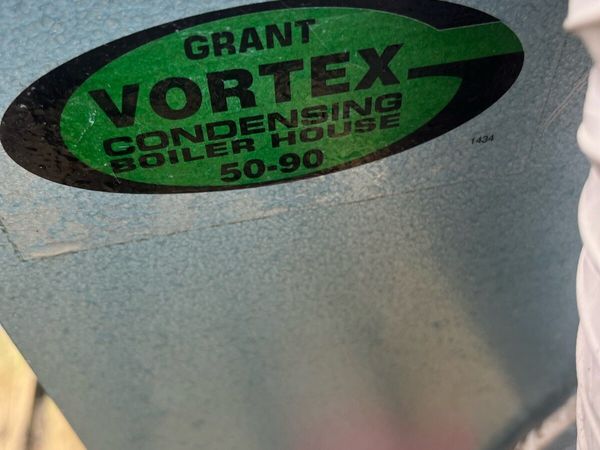 GRANT
VORTEX
CONDENSING
BOILER HOUSE
50-90
1434